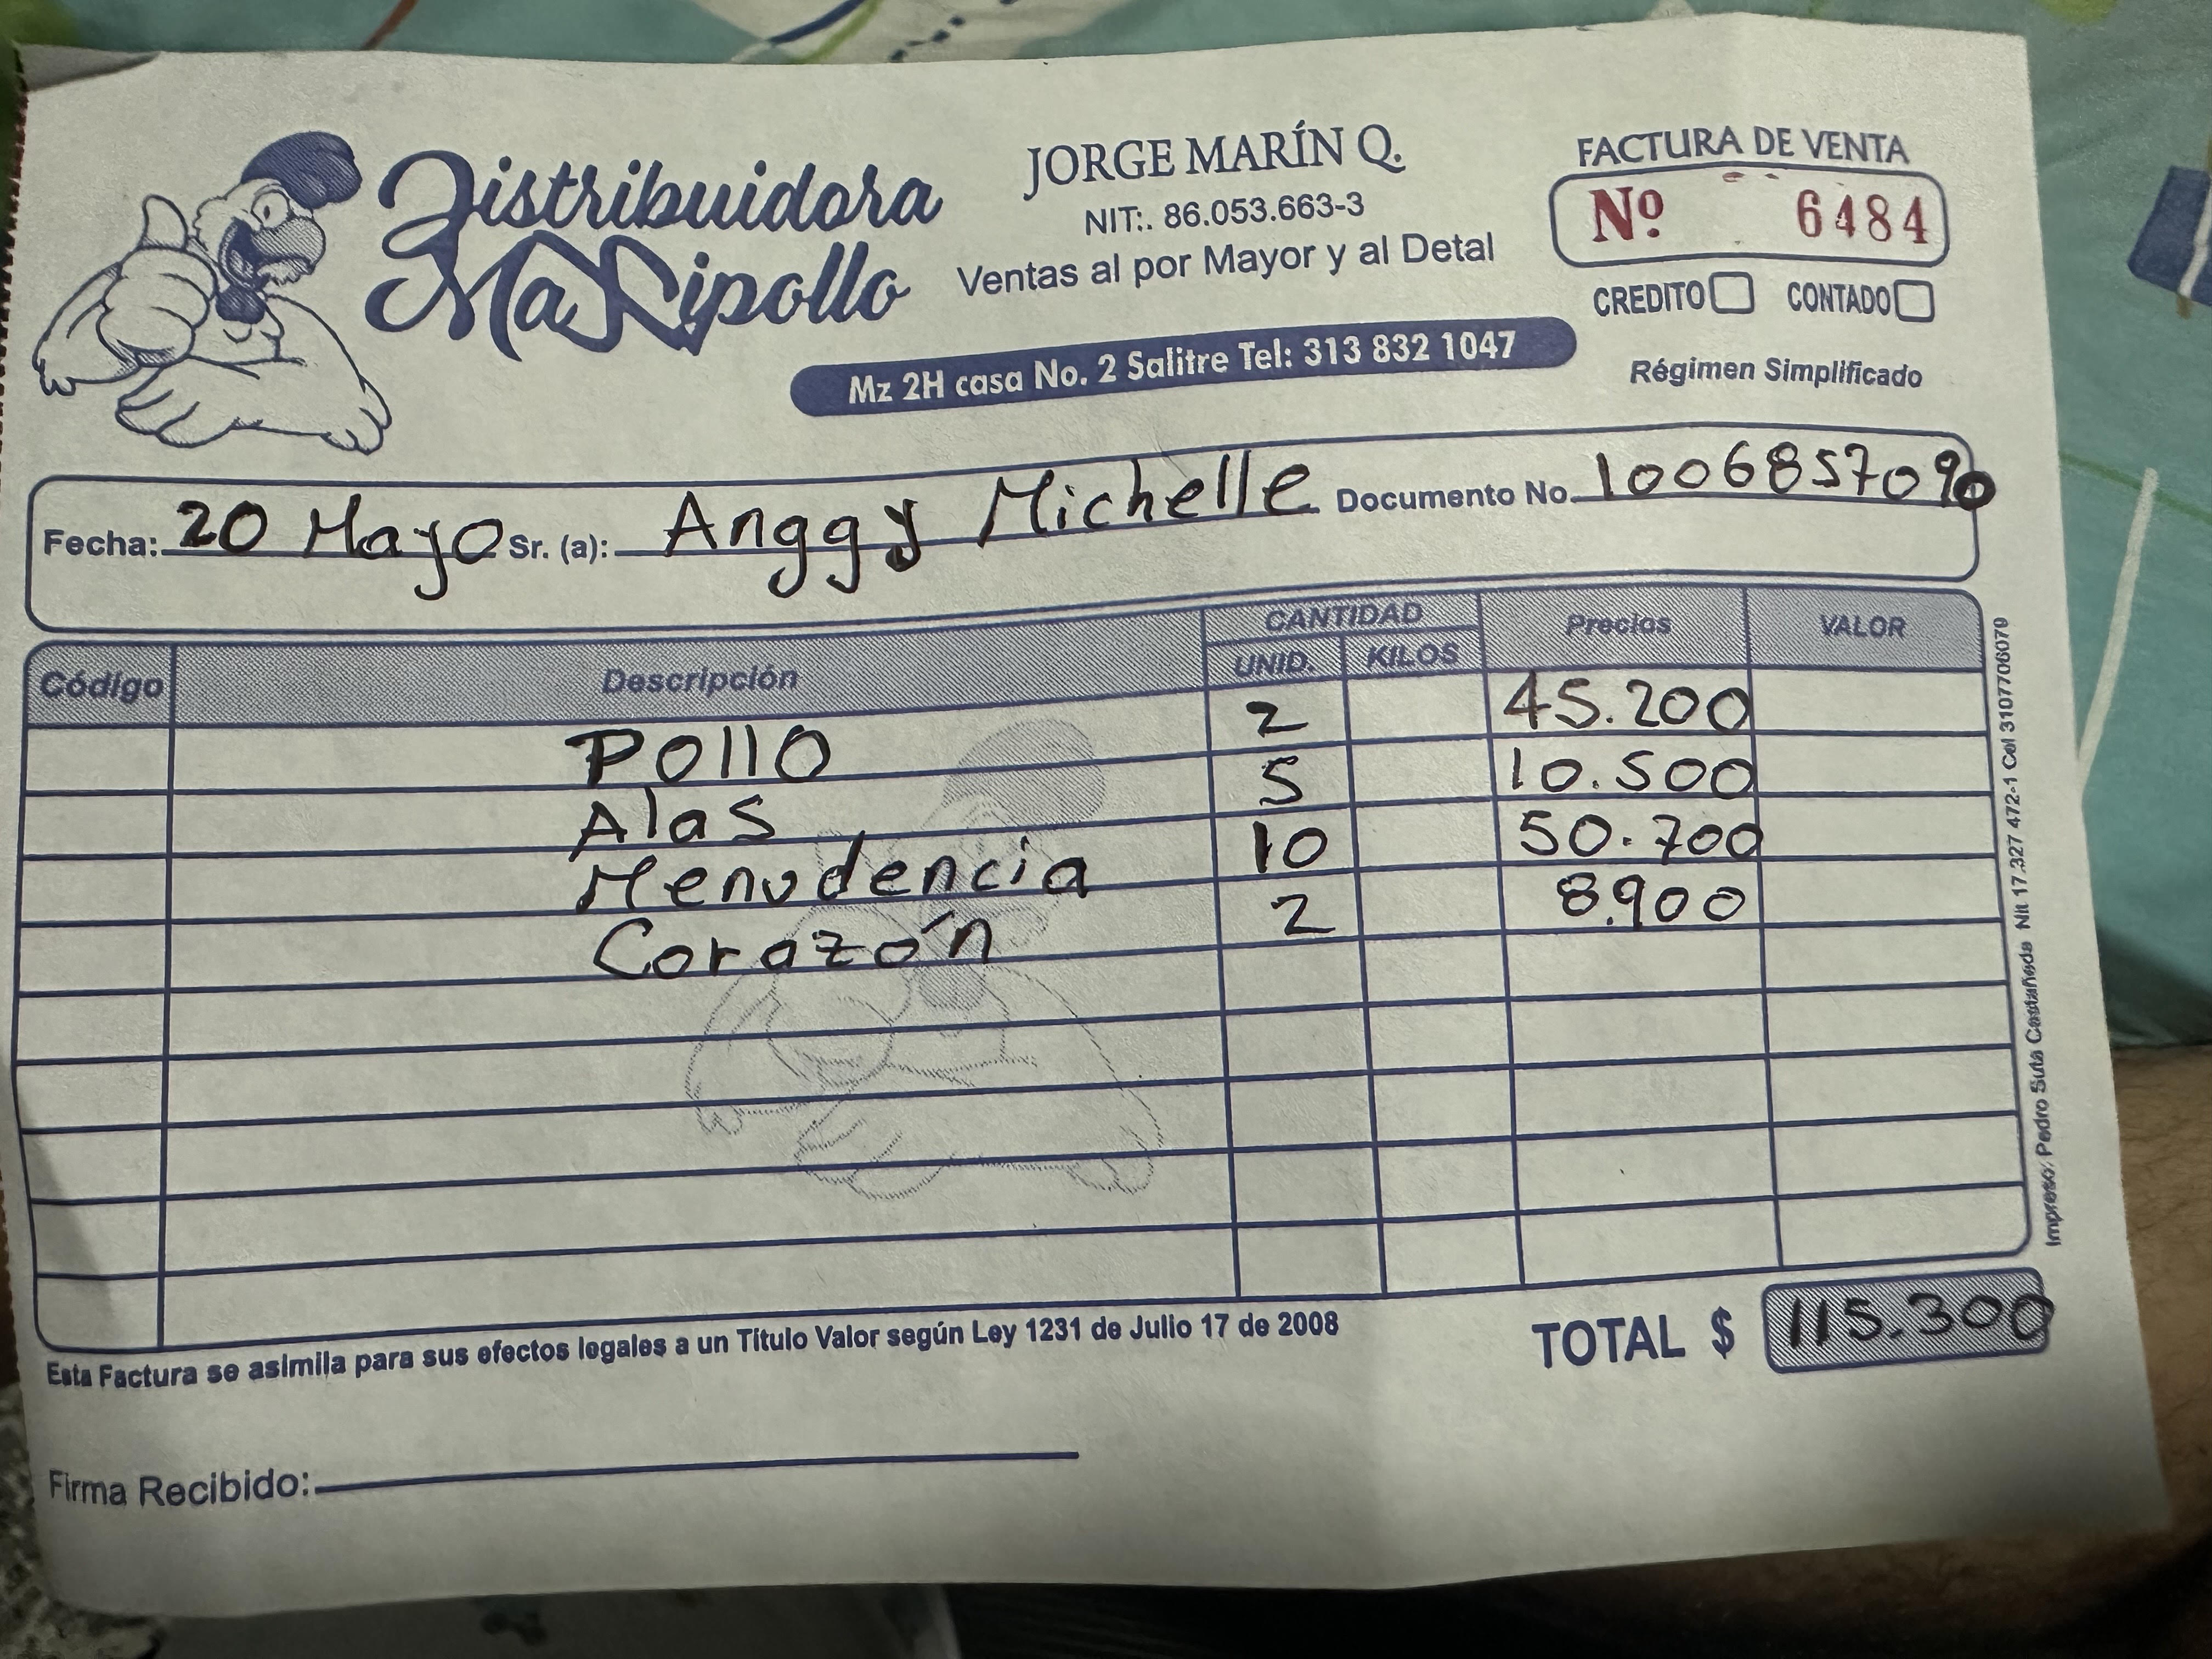 Distribuidora
Maxipollo
JORGE MARÍN Q.
NIT:. 86.053.663-3
Ventas al por Mayor y al Detal
Mz 2H casa No. 2 Salitre Tel: 313 832 1047
FACTURA DE VENTA
Nº 6484
CREDITO CONTADO
Régimen Simplificado
Fecha: 20 Mayo Sr. (a): Anggy Michelle Documento No. 1006857090
Código Descripción CANTIDAD UNID. KILOS Precios VALOR
Pollo 2 45.200
Alas 5 10.500
Menudencia 10 50.700
Corazón 2 8.900
TOTAL $ 115.300
Esta Factura se asimila para sus efectos legales a un Título Valor según Ley 1231 de Julio 17 de 2008
Firma Recibido:
Impreso: Pedro Suta Castañeda Nit 17.327 472-1 Cel 3107706079